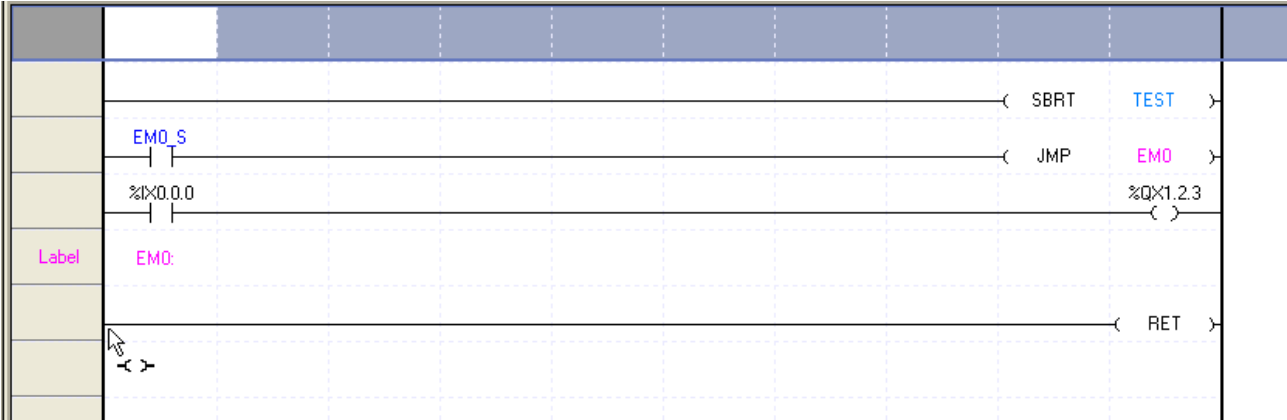 SBRT TEST
EM0_S
JMP EM0
%IX0.0.0 %QX1.2.3
Label EM0:
RET